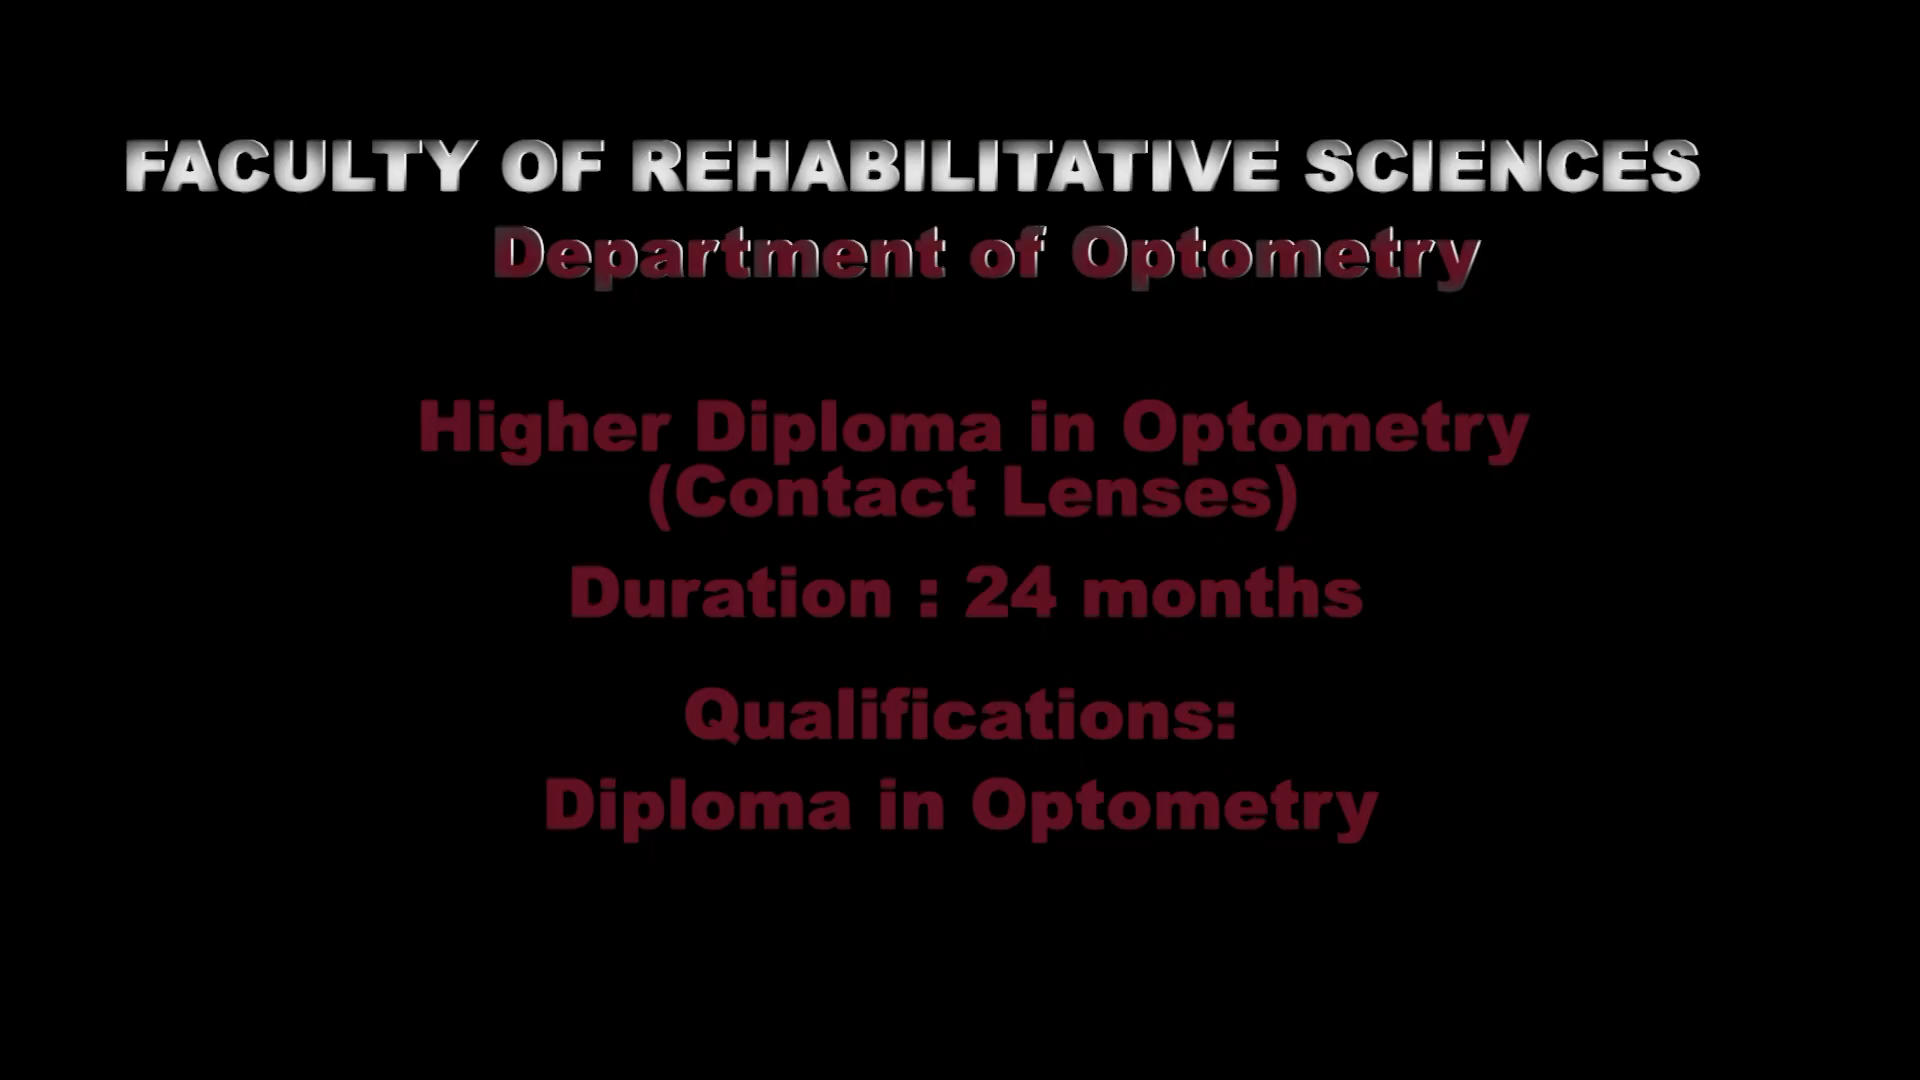 FACULTY OF REHABILITATIVE SCIENCES
Department of Optometry
Higher Diploma in Optometry
(Contact Lenses)
Duration : 24 months
Qualifications:
Diploma in Optometry